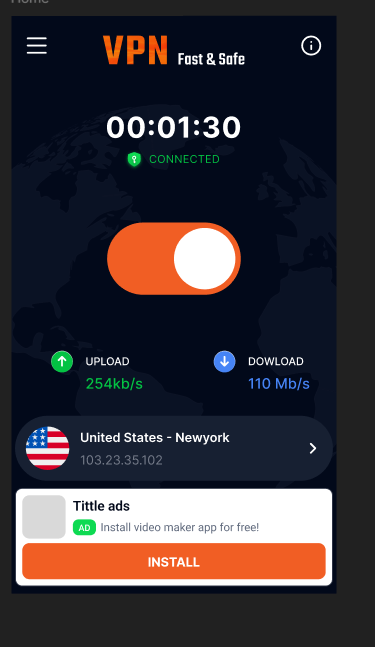 Home
VPN Fast & Safe
00:01:30
CONNECTED
UPLOAD
254kb/s
DOWLOAD
110 Mb/s
United States - Newyork
103.23.35.102
Tittle ads
AD Install video maker app for free!
INSTALL